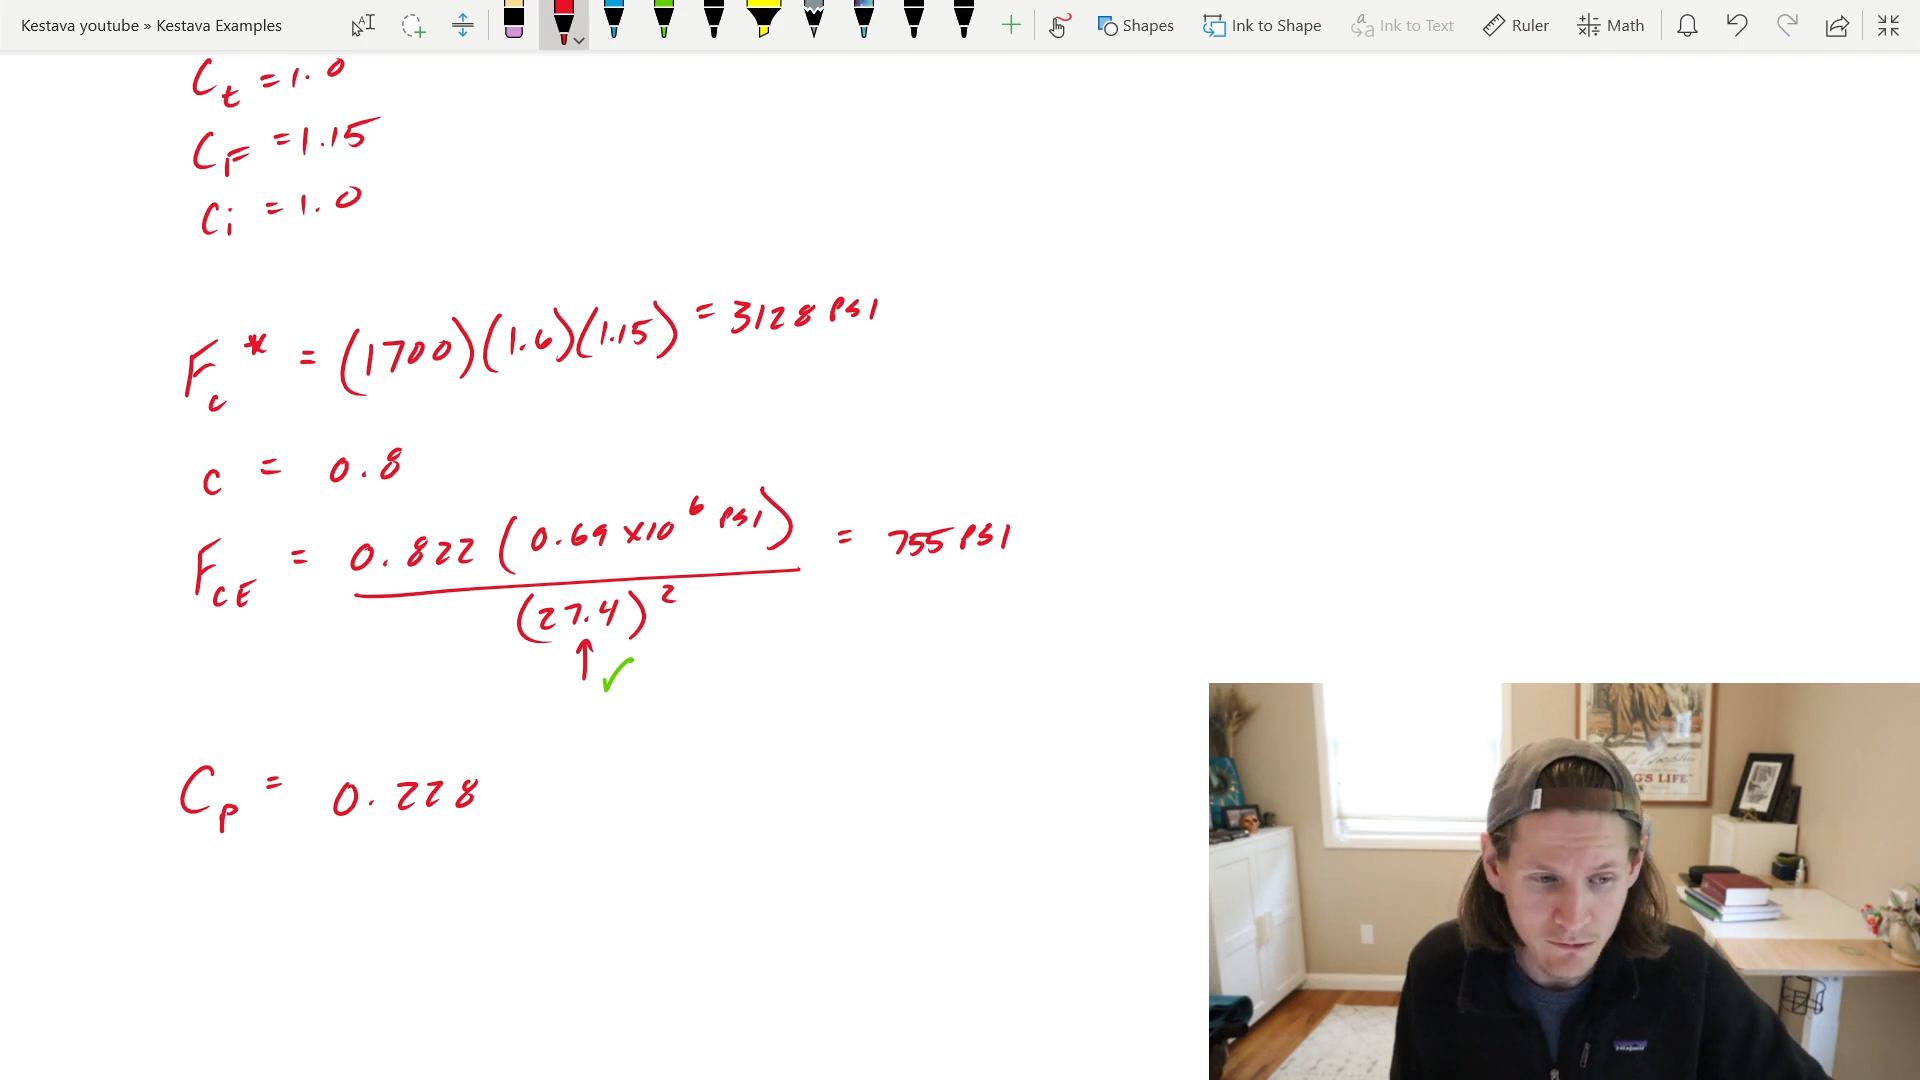 Kestava youtube » Kestava Examples
Shapes
Ink to Shape
Ink to Text
Ruler
Math
Ct = 1.0
CF = 1.15
Ci = 1.0
Fc* = (1700)(1.6)(1.15) = 3128 PSI
c = 0.8
FCE = 0.822 (0.69 x10^6 PSI) = 755 PSI
(27.4)^2
↑ ✓
Cp = 0.228
G'S LIFE"
Patagonia